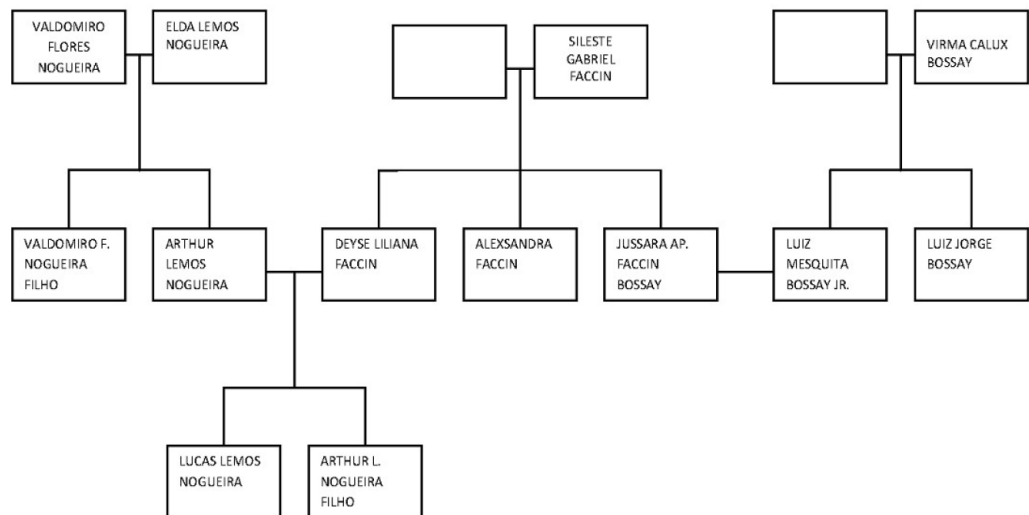 VALDOMIRO
FLORES
NOGUEIRA
ELDA LEMOS
NOGUEIRA
SILESTE
GABRIEL
FACCIN
VIRMA CALUX
BOSSAY
VALDOMIRO F.
NOGUEIRA
FILHO
ARTHUR
LEMOS
NOGUEIRA
DEYSE LILIANA
FACCIN
ALEXSANDRA
FACCIN
JUSSARA AP.
FACCIN
BOSSAY
LUIZ
MESQUITA
BOSSAY JR.
LUIZ JORGE
BOSSAY
LUCAS LEMOS
NOGUEIRA
ARTHUR L.
NOGUEIRA
FILHO